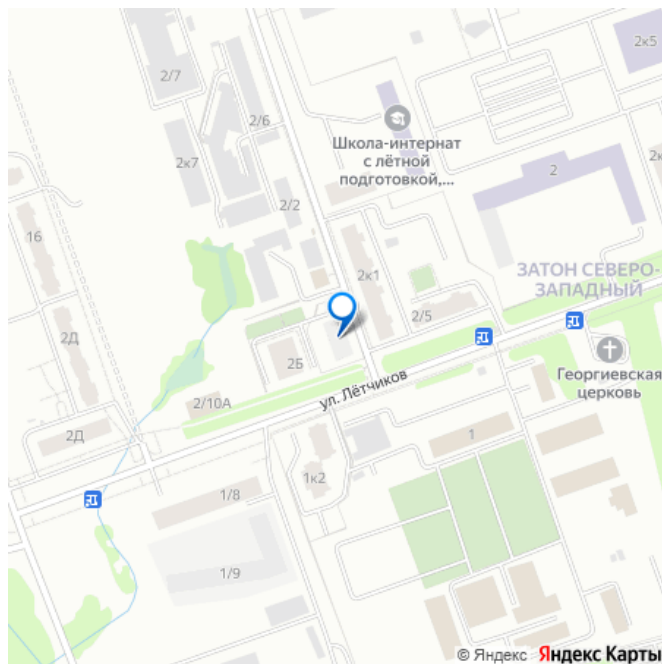 2к5
2/7
2/6
2к7
Школа-интернат
с лётной
подготовкой,...
2
2/2
16
2к1
ЗАТОН СЕВЕРО-
ЗАПАДНЫЙ
2/5
2Д
2Б
ул. Лётчиков
Георгиевская
церковь
2/10А
2Д
1
1к2
1/8
1/9
© Яндекс Яндекс Карты